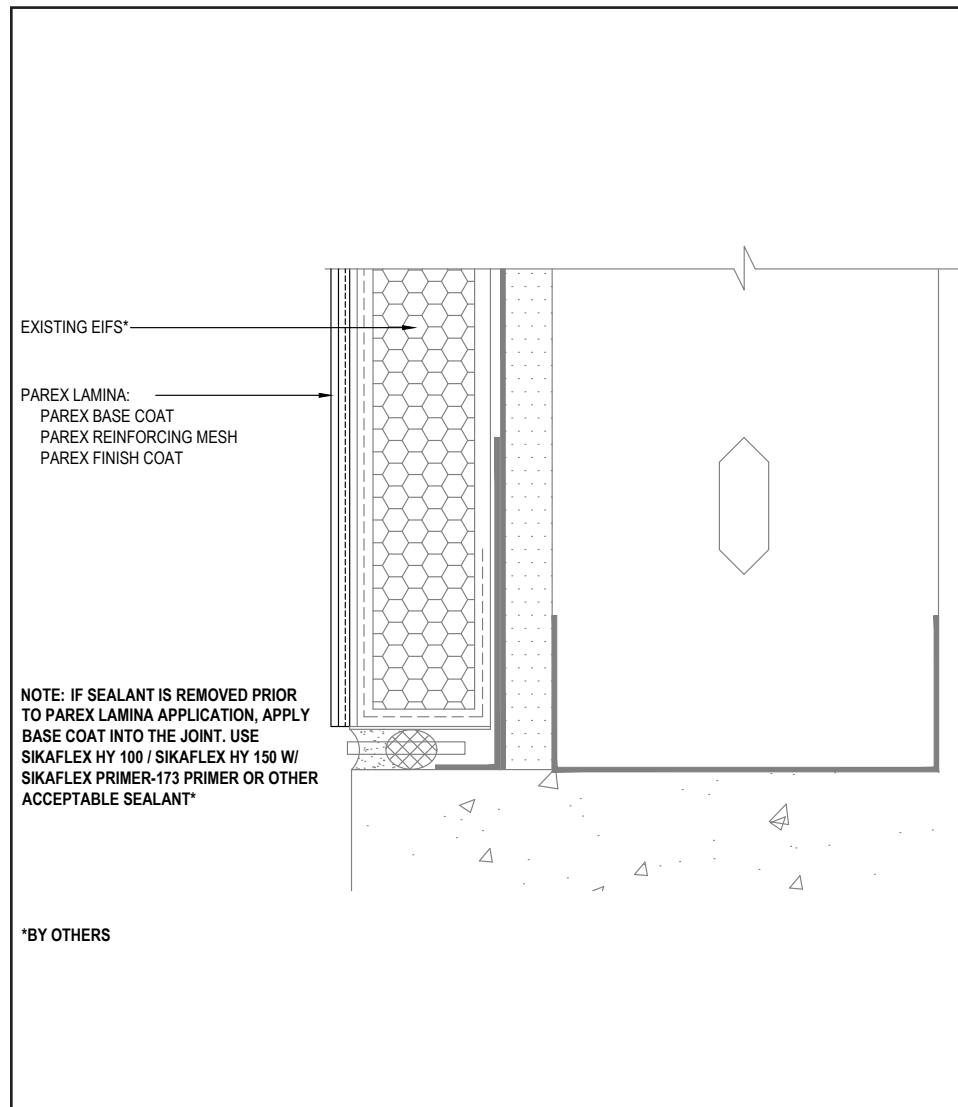 EXISTING EIFS*
PAREX LAMINA:
PAREX BASE COAT
PAREX REINFORCING MESH
PAREX FINISH COAT
NOTE: IF SEALANT IS REMOVED PRIOR
TO PAREX LAMINA APPLICATION, APPLY
BASE COAT INTO THE JOINT. USE
SIKAFLEX HY 100 / SIKAFLEX HY 150 W/
SIKAFLEX PRIMER-173 PRIMER OR OTHER
ACCEPTABLE SEALANT*
*BY OTHERS